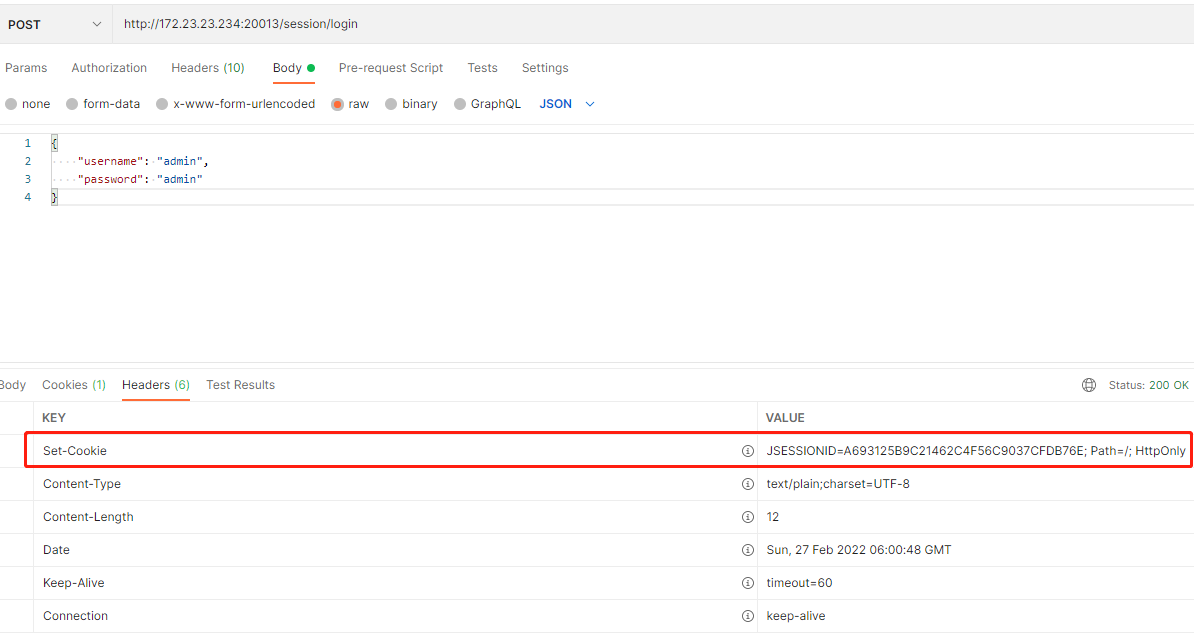 POST http://172.23.23.234:20013/session/login
Params Authorization Headers (10) Body Pre-request Script Tests Settings
none form-data x-www-form-urlencoded raw binary GraphQL JSON
1 {
2 "username": "admin",
3 "password": "admin"
4 }
Body Cookies (1) Headers (6) Test Results Status: 200 OK
KEY VALUE
Set-Cookie JSESSIONID=A693125B9C21462C4F56C9037CFDB76E; Path=/; HttpOnly
Content-Type text/plain;charset=UTF-8
Content-Length 12
Date Sun, 27 Feb 2022 06:00:48 GMT
Keep-Alive timeout=60
Connection keep-alive